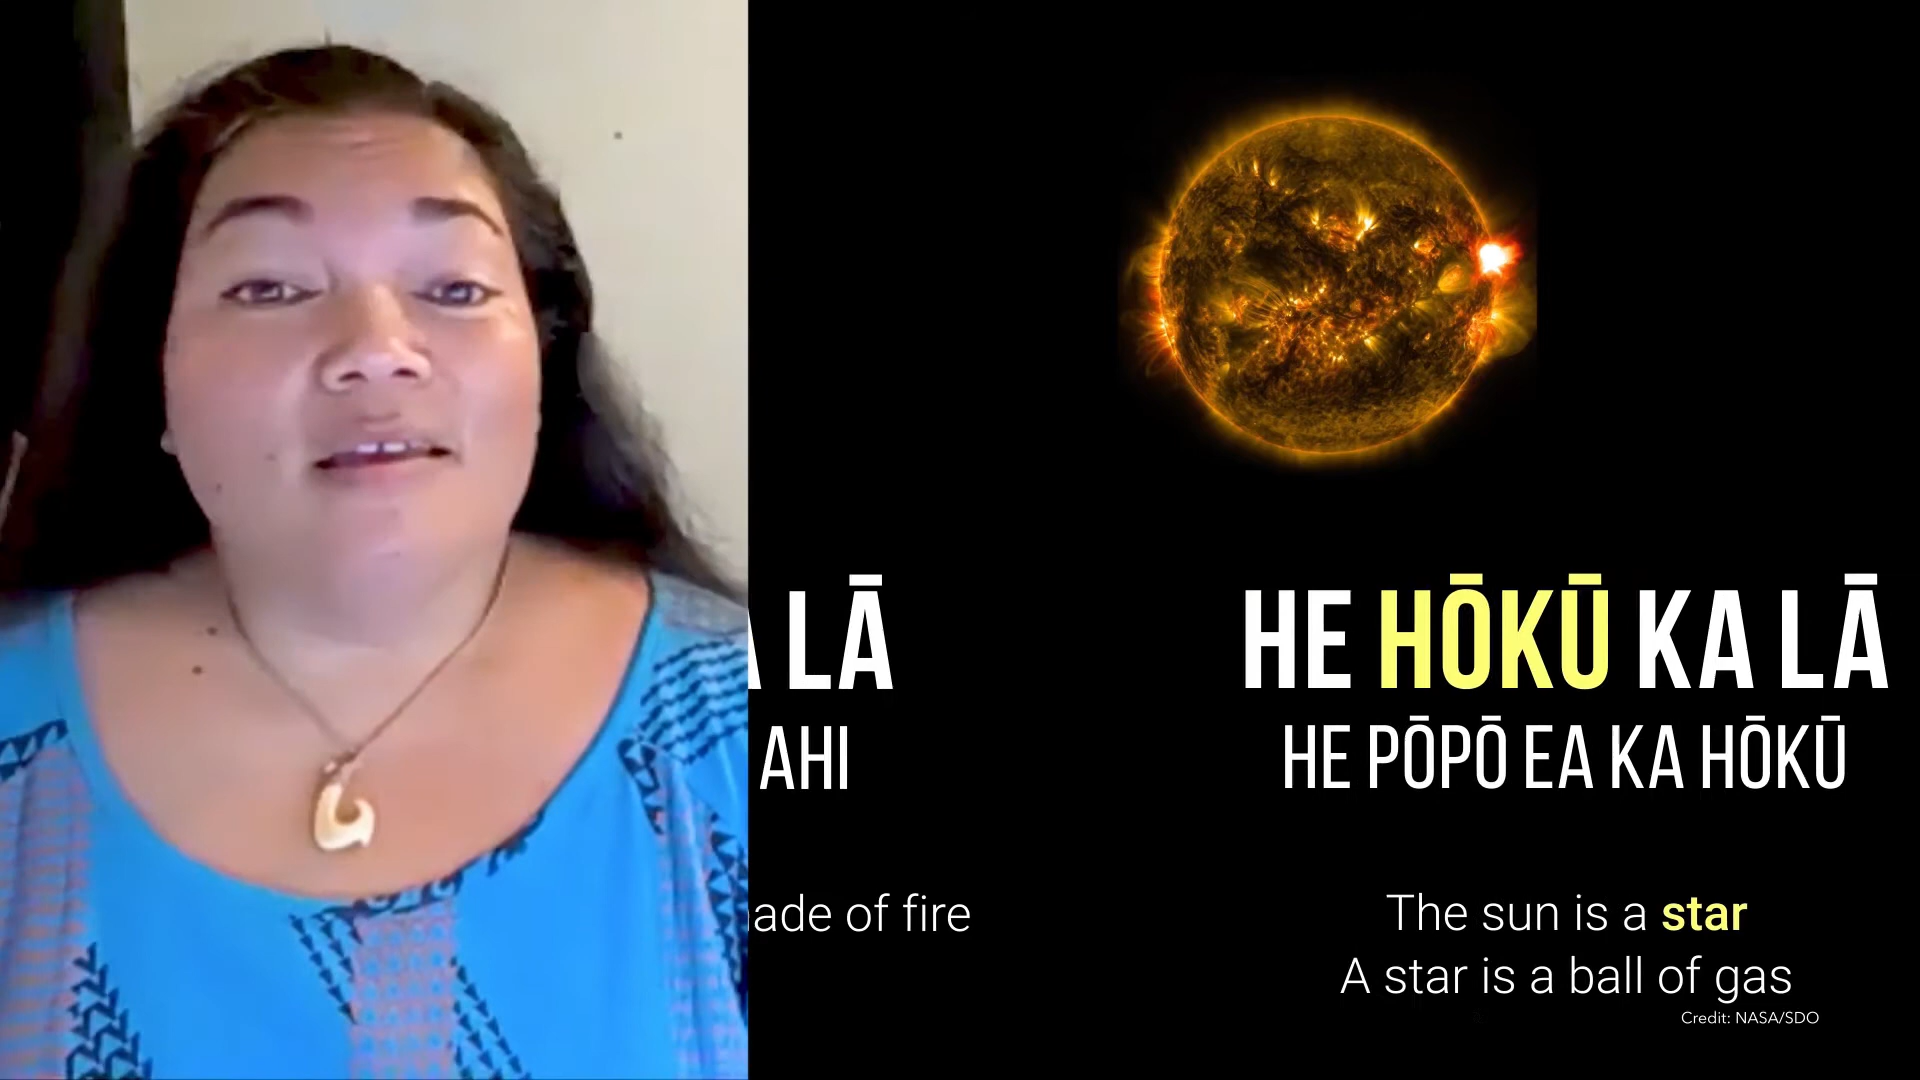 LĀ
AHI
ade of fire
HE HŌKŪ KA LĀ
HE PŌPŌ EA KA HŌKŪ
The sun is a star
A star is a ball of gas
Credit: NASA/SDO